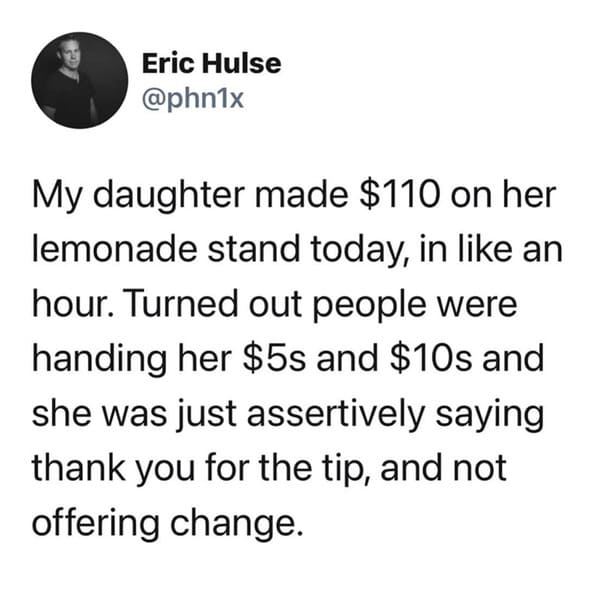 Eric Hulse
@phn1x
My daughter made $110 on her
lemonade stand today, in like an
hour. Turned out people were
handing her $5s and $10s and
she was just assertively saying
thank you for the tip, and not
offering change.